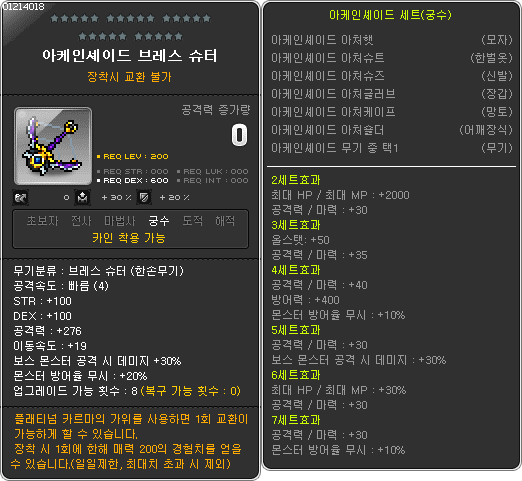 01214018
아케인셰이드 브레스 슈터
장착시 교환 불가
공격력 증가량
0
REQ LEV : 200
REQ STR : 000
REQ LUK : 000
REQ DEX : 600
REQ INT : 000
0
+ 30 %
+ 20 %
초보자 전사 마법사 궁수 도적 해적
카인 착용 가능
무기분류 : 브레스 슈터 (한손무기)
공격속도 : 빠름 (4)
STR : +100
DEX : +100
공격력 : +276
이동속도 : +19
보스 몬스터 공격 시 데미지 +30%
몬스터 방어율 무시 : +20%
업그레이드 가능 횟수 : 8 (복구 가능 횟수 : 0)
플래티넘 카르마의 가위를 사용하면 1회 교환이
가능하게 할 수 있습니다.
장착 시 1회에 한해 매력 200의 경험치를 얻을
수 있습니다.(일일제한, 최대치 초과 시 제외)
아케인셰이드 세트(궁수)
아케인셰이드 아처햇 (모자)
아케인셰이드 아처슈트 (한벌옷)
아케인셰이드 아처슈즈 (신발)
아케인셰이드 아처글러브 (장갑)
아케인셰이드 아처케이프 (망토)
아케인셰이드 아처숄더 (어깨장식)
아케인셰이드 무기 중 택1 (무기)
2세트효과
최대 HP / 최대 MP : +2000
공격력 / 마력 : +30
3세트효과
올스탯: +50
공격력 / 마력 : +35
4세트효과
공격력 / 마력 : +40
방어력 : +400
몬스터 방어율 무시 : +10%
5세트효과
공격력 / 마력 : +30
보스 몬스터 공격 시 데미지 : +30%
6세트효과
최대 HP / 최대 MP : +30%
공격력 / 마력 : +30
7세트효과
공격력 / 마력 : +30
몬스터 방어율 무시 : +10%